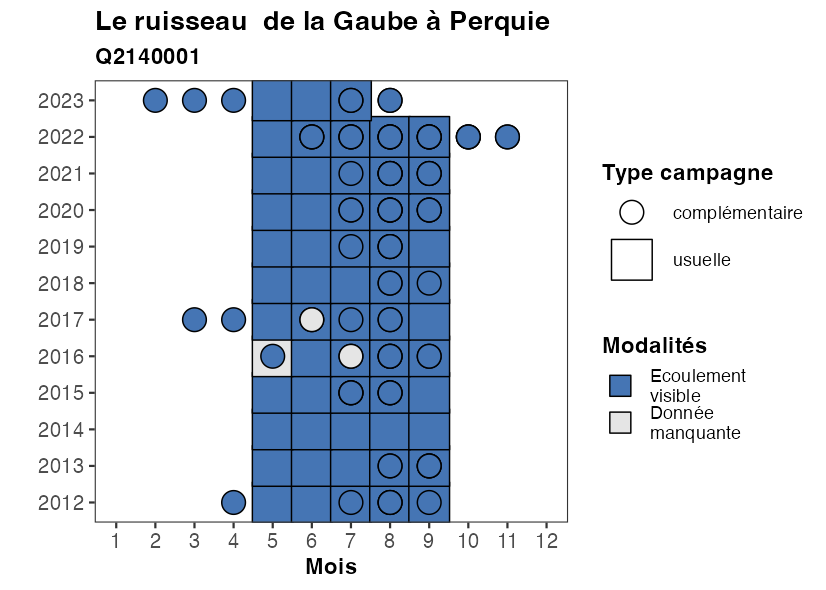 Le ruisseau  de la Gaube à Perquie
Q2140001
2023
2022
2021
2020
2019
2018
2017
2016
2015
2014
2013
2012
1 2 3 4 5 6 7 8 9 10 11 12
Mois
Type campagne
complémentaire
usuelle
Modalités
Ecoulement
visible
Donnée
manquante